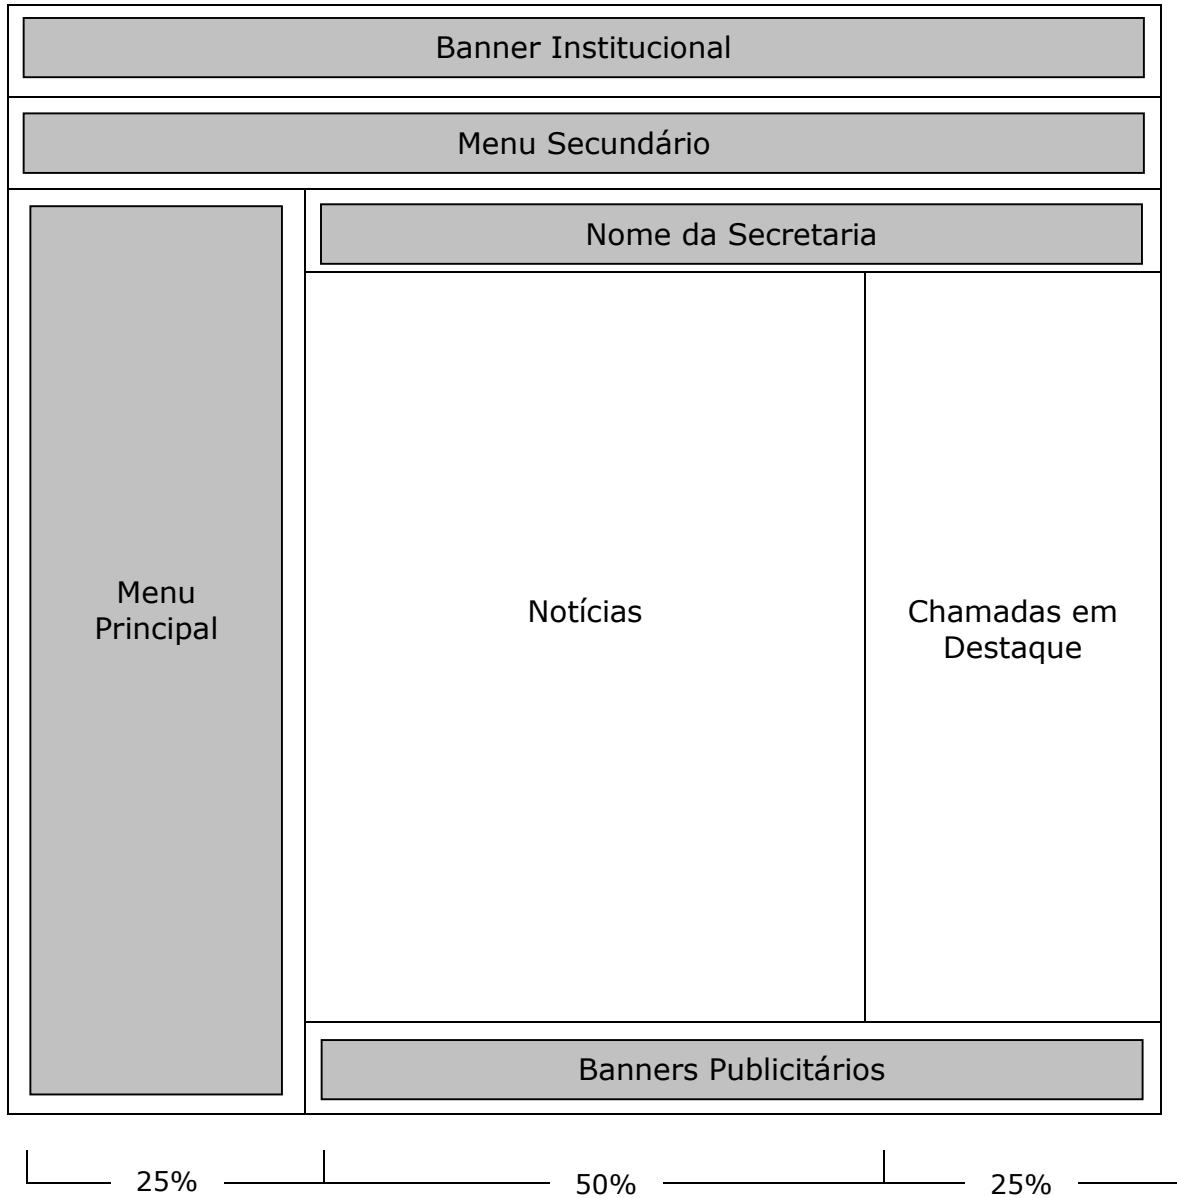 Banner Institucional
Menu Secundário
Nome da Secretaria
Menu
Principal
Notícias
Chamadas em
Destaque
Banners Publicitários
25%
50%
25%